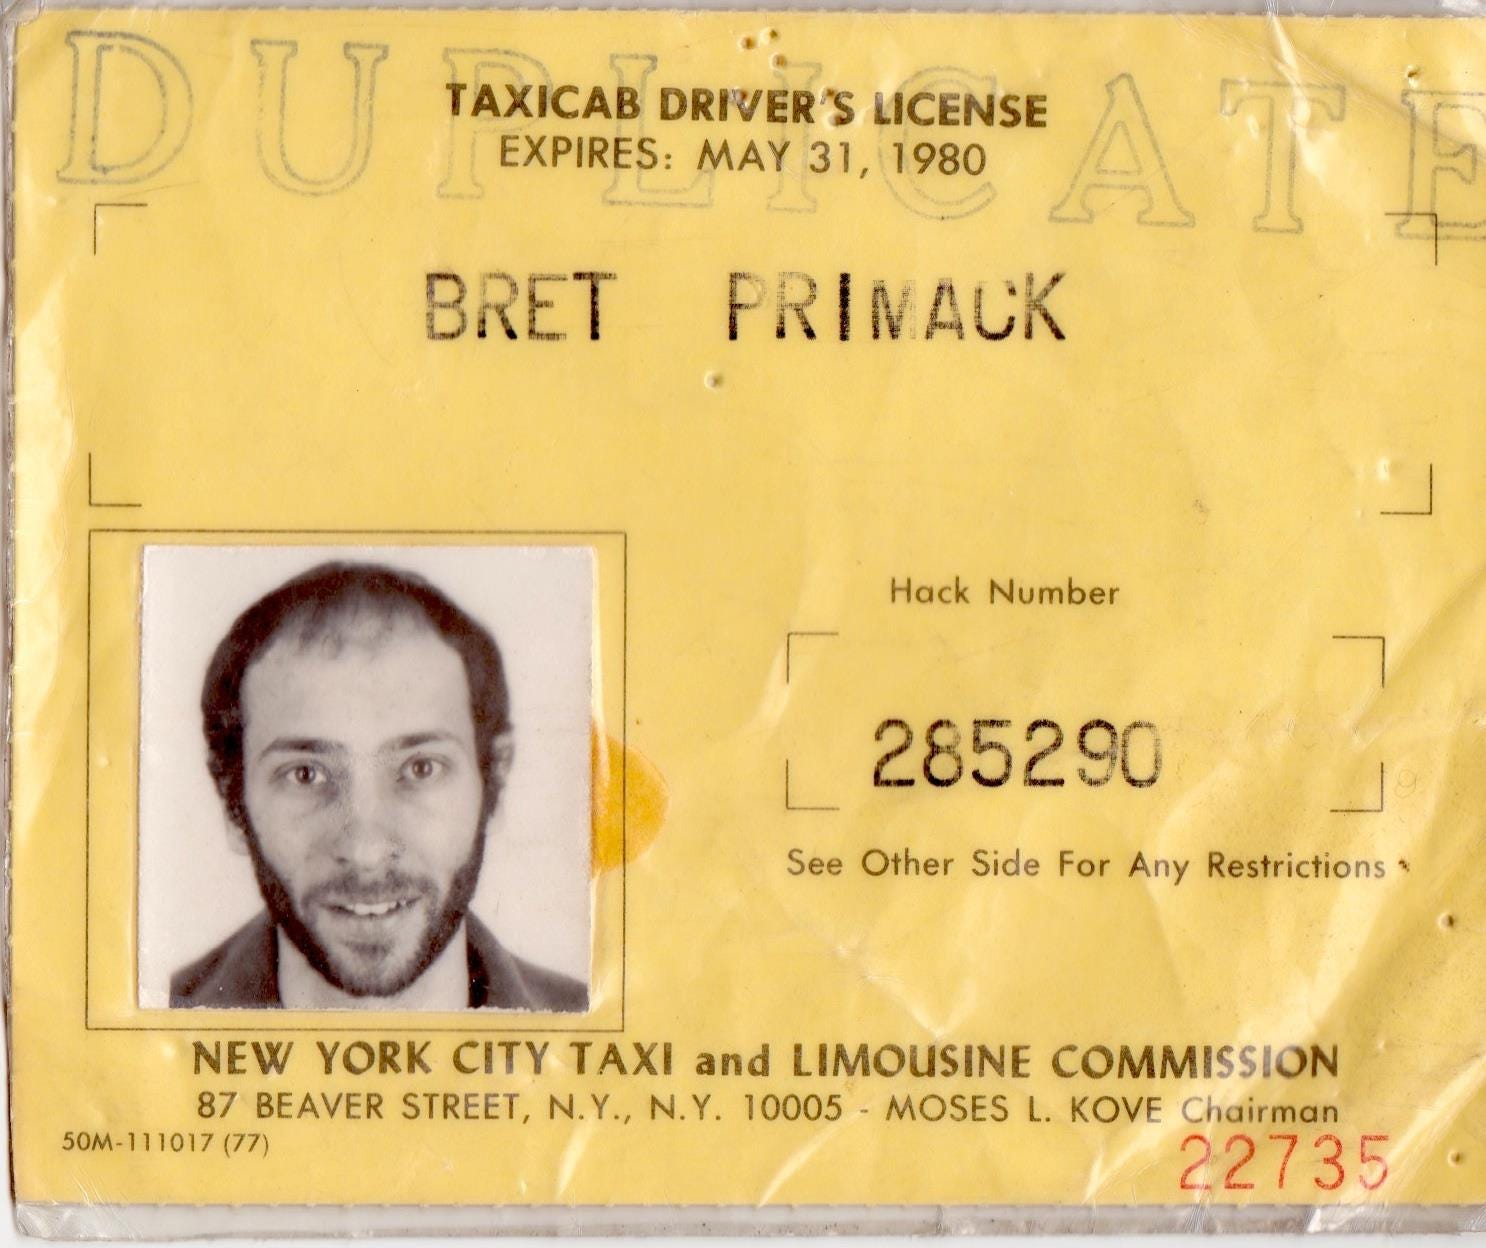 DUPLICATE
TAXICAB DRIVER'S LICENSE
EXPIRES: MAY 31, 1980
BRET PRIMACK
Hack Number
285290
See Other Side For Any Restrictions
NEW YORK CITY TAXI and LIMOUSINE COMMISSION
87 BEAVER STREET, N.Y., N.Y. 10005 - MOSES L. KOVE Chairman
50M-111017 (77)
22735